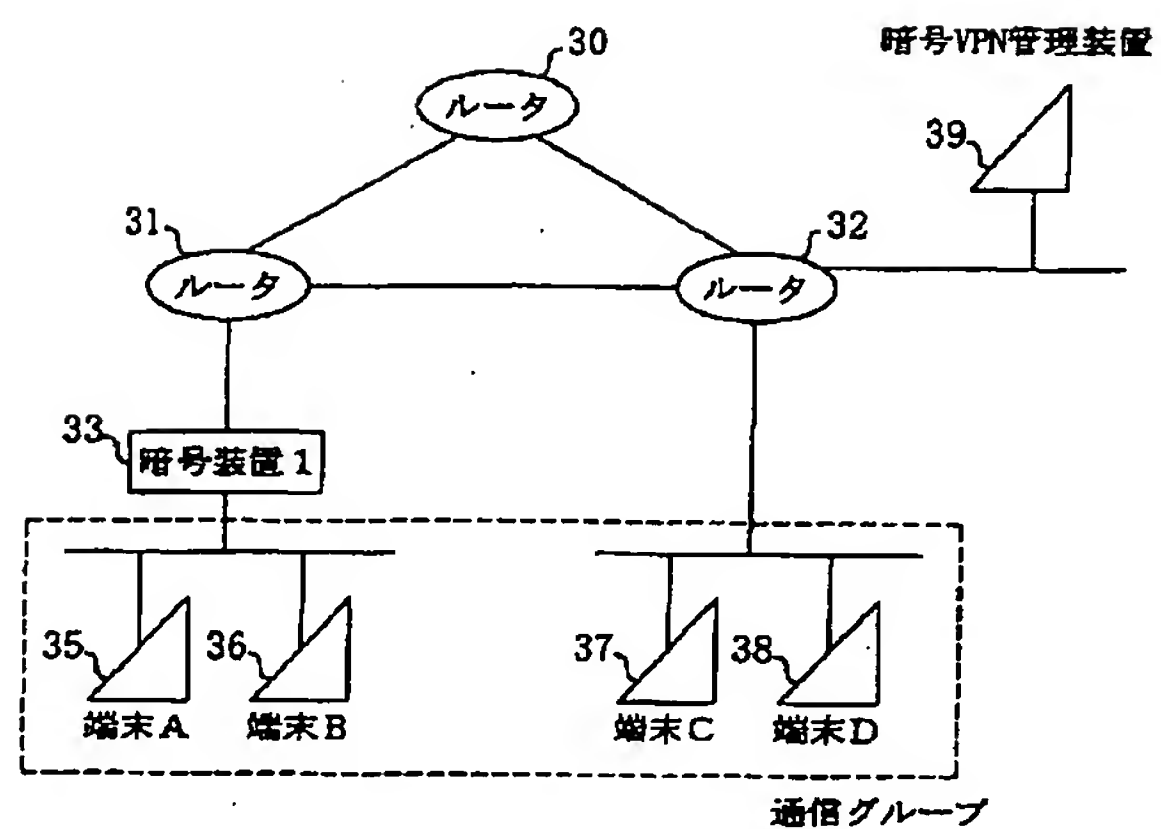 30
暗号VPN管理装置
ルータ
39
31
32
ルータ
ルータ
33
暗号装置1
35
36
37
38
端末A
端末B
端末C
端末D
通信グループ